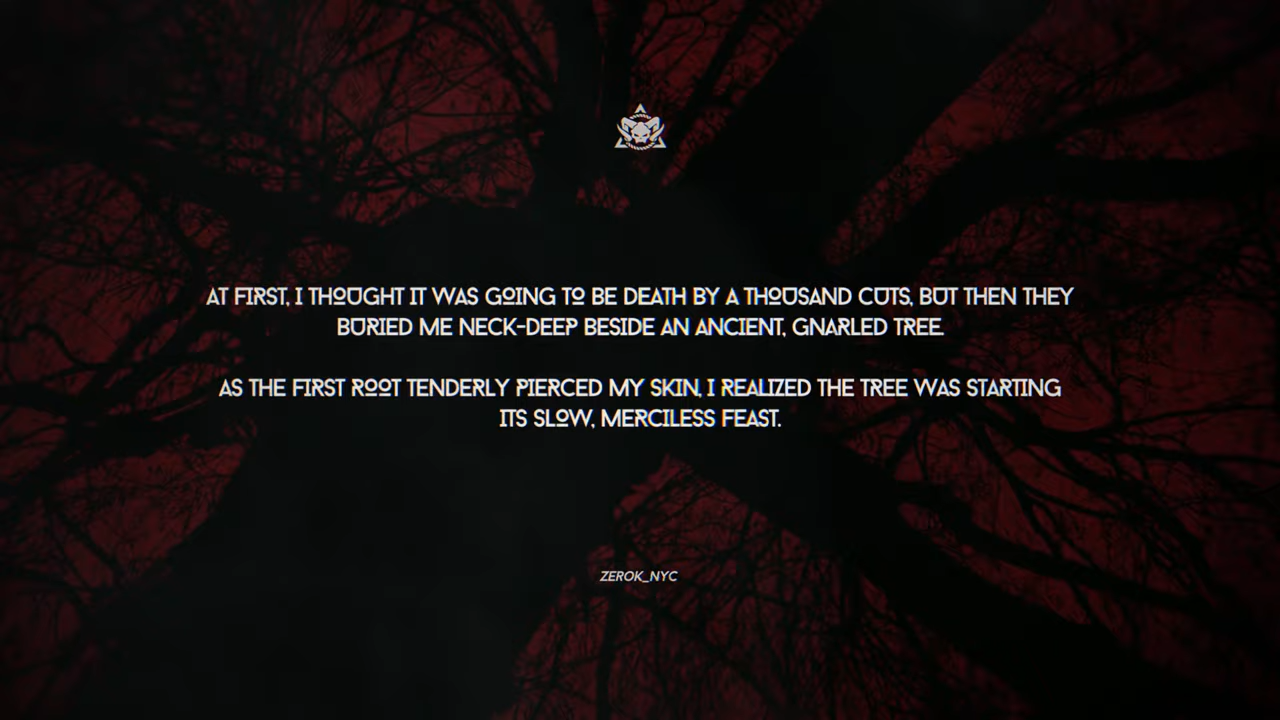 AT FIRST, I THOUGHT IT WAS GOING TO BE DEATH BY A THOUSAND CUTS, BUT THEN THEY
BURIED ME NECK-DEEP BESIDE AN ANCIENT, GNARLED TREE.
AS THE FIRST ROOT TENDERLY PIERCED MY SKIN, I REALIZED THE TREE WAS STARTING
ITS SLOW, MERCILESS FEAST.
ZEROK_NYC